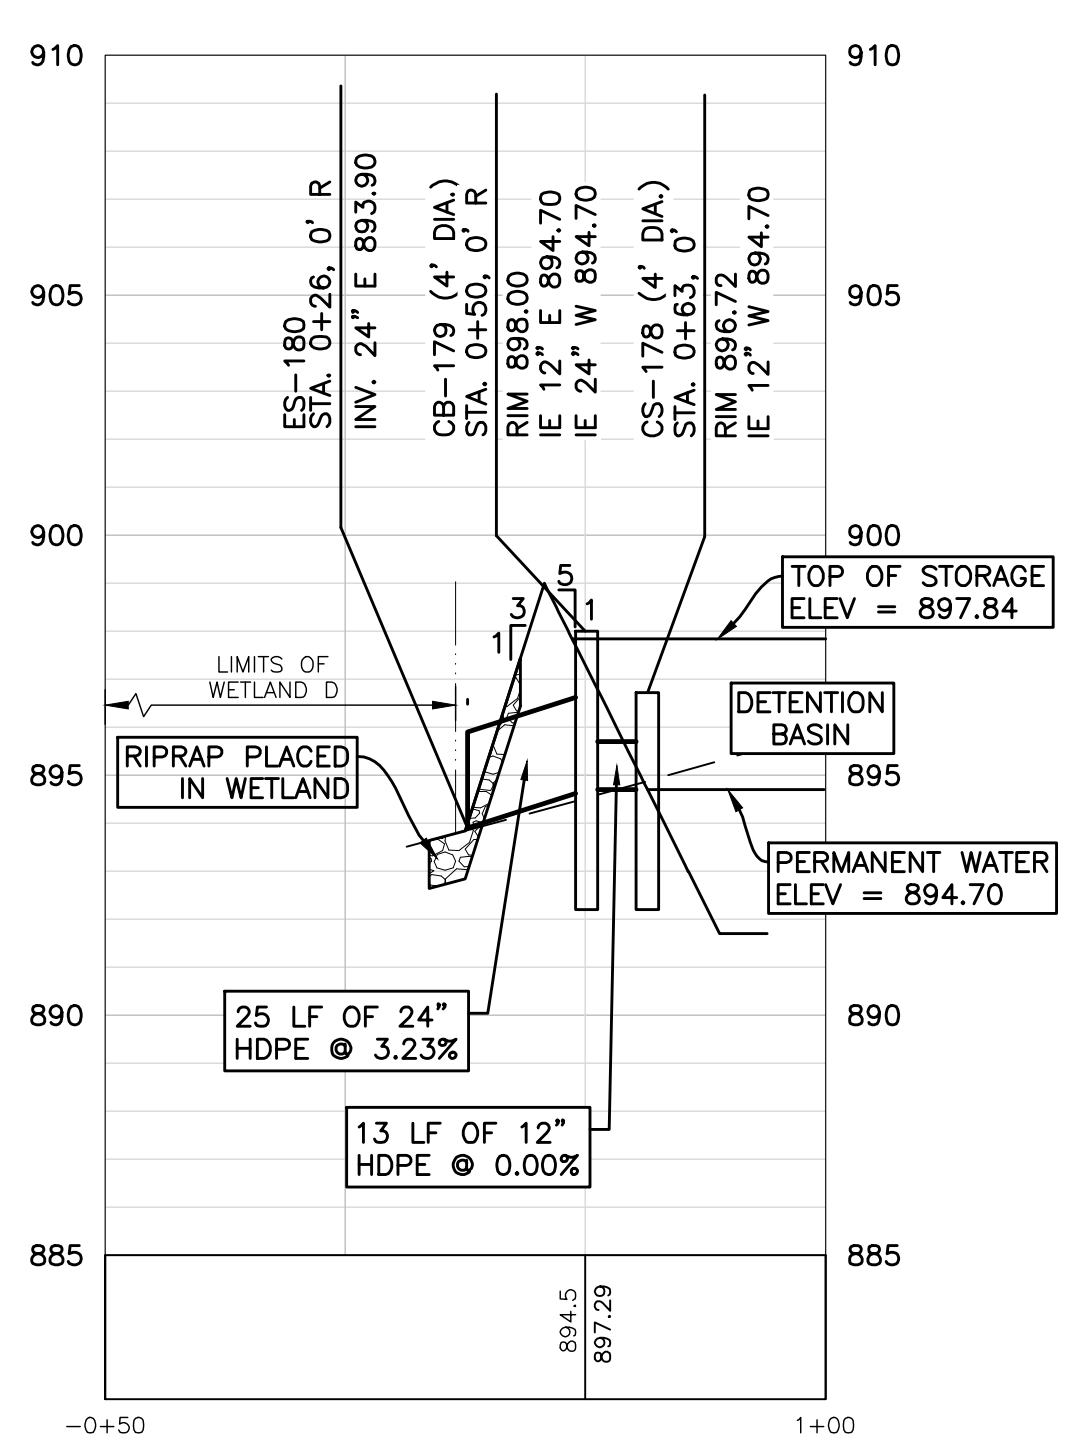 910
910
ES-180
STA. 0+26, 0' R
INV. 24" E 893.90
CB-179 (4' DIA.)
STA. 0+50, 0' R
RIM 898.00
IE 12" E 894.70
IE 24" W 894.70
CS-178 (4' DIA.)
STA. 0+63, 0'
RIM 896.72
IE 12" W 894.70
905
905
900
900
TOP OF STORAGE
ELEV = 897.84
5
1
3
1
LIMITS OF
WETLAND D
DETENTION
BASIN
RIPRAP PLACED
IN WETLAND
895
895
PERMANENT WATER
ELEV = 894.70
25 LF OF 24"
HDPE @ 3.23%
890
890
13 LF OF 12"
HDPE @ 0.00%
885
885
894.5
897.29
-0+50
1+00